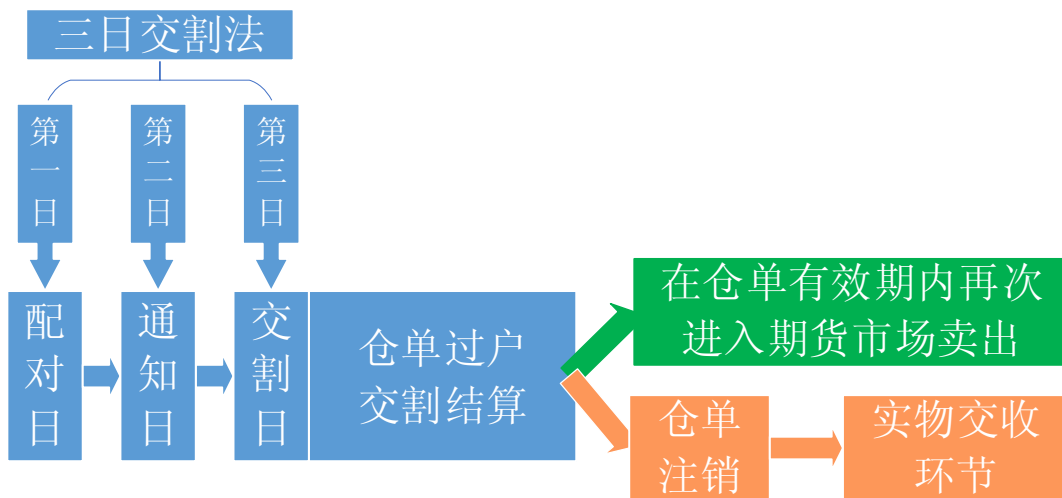 三日交割法
第一日
第二日
第三日
配对日
通知日
交割日
仓单过户
交割结算
在仓单有效期内再次
进入期货市场卖出
仓单
注销
实物交收
环节